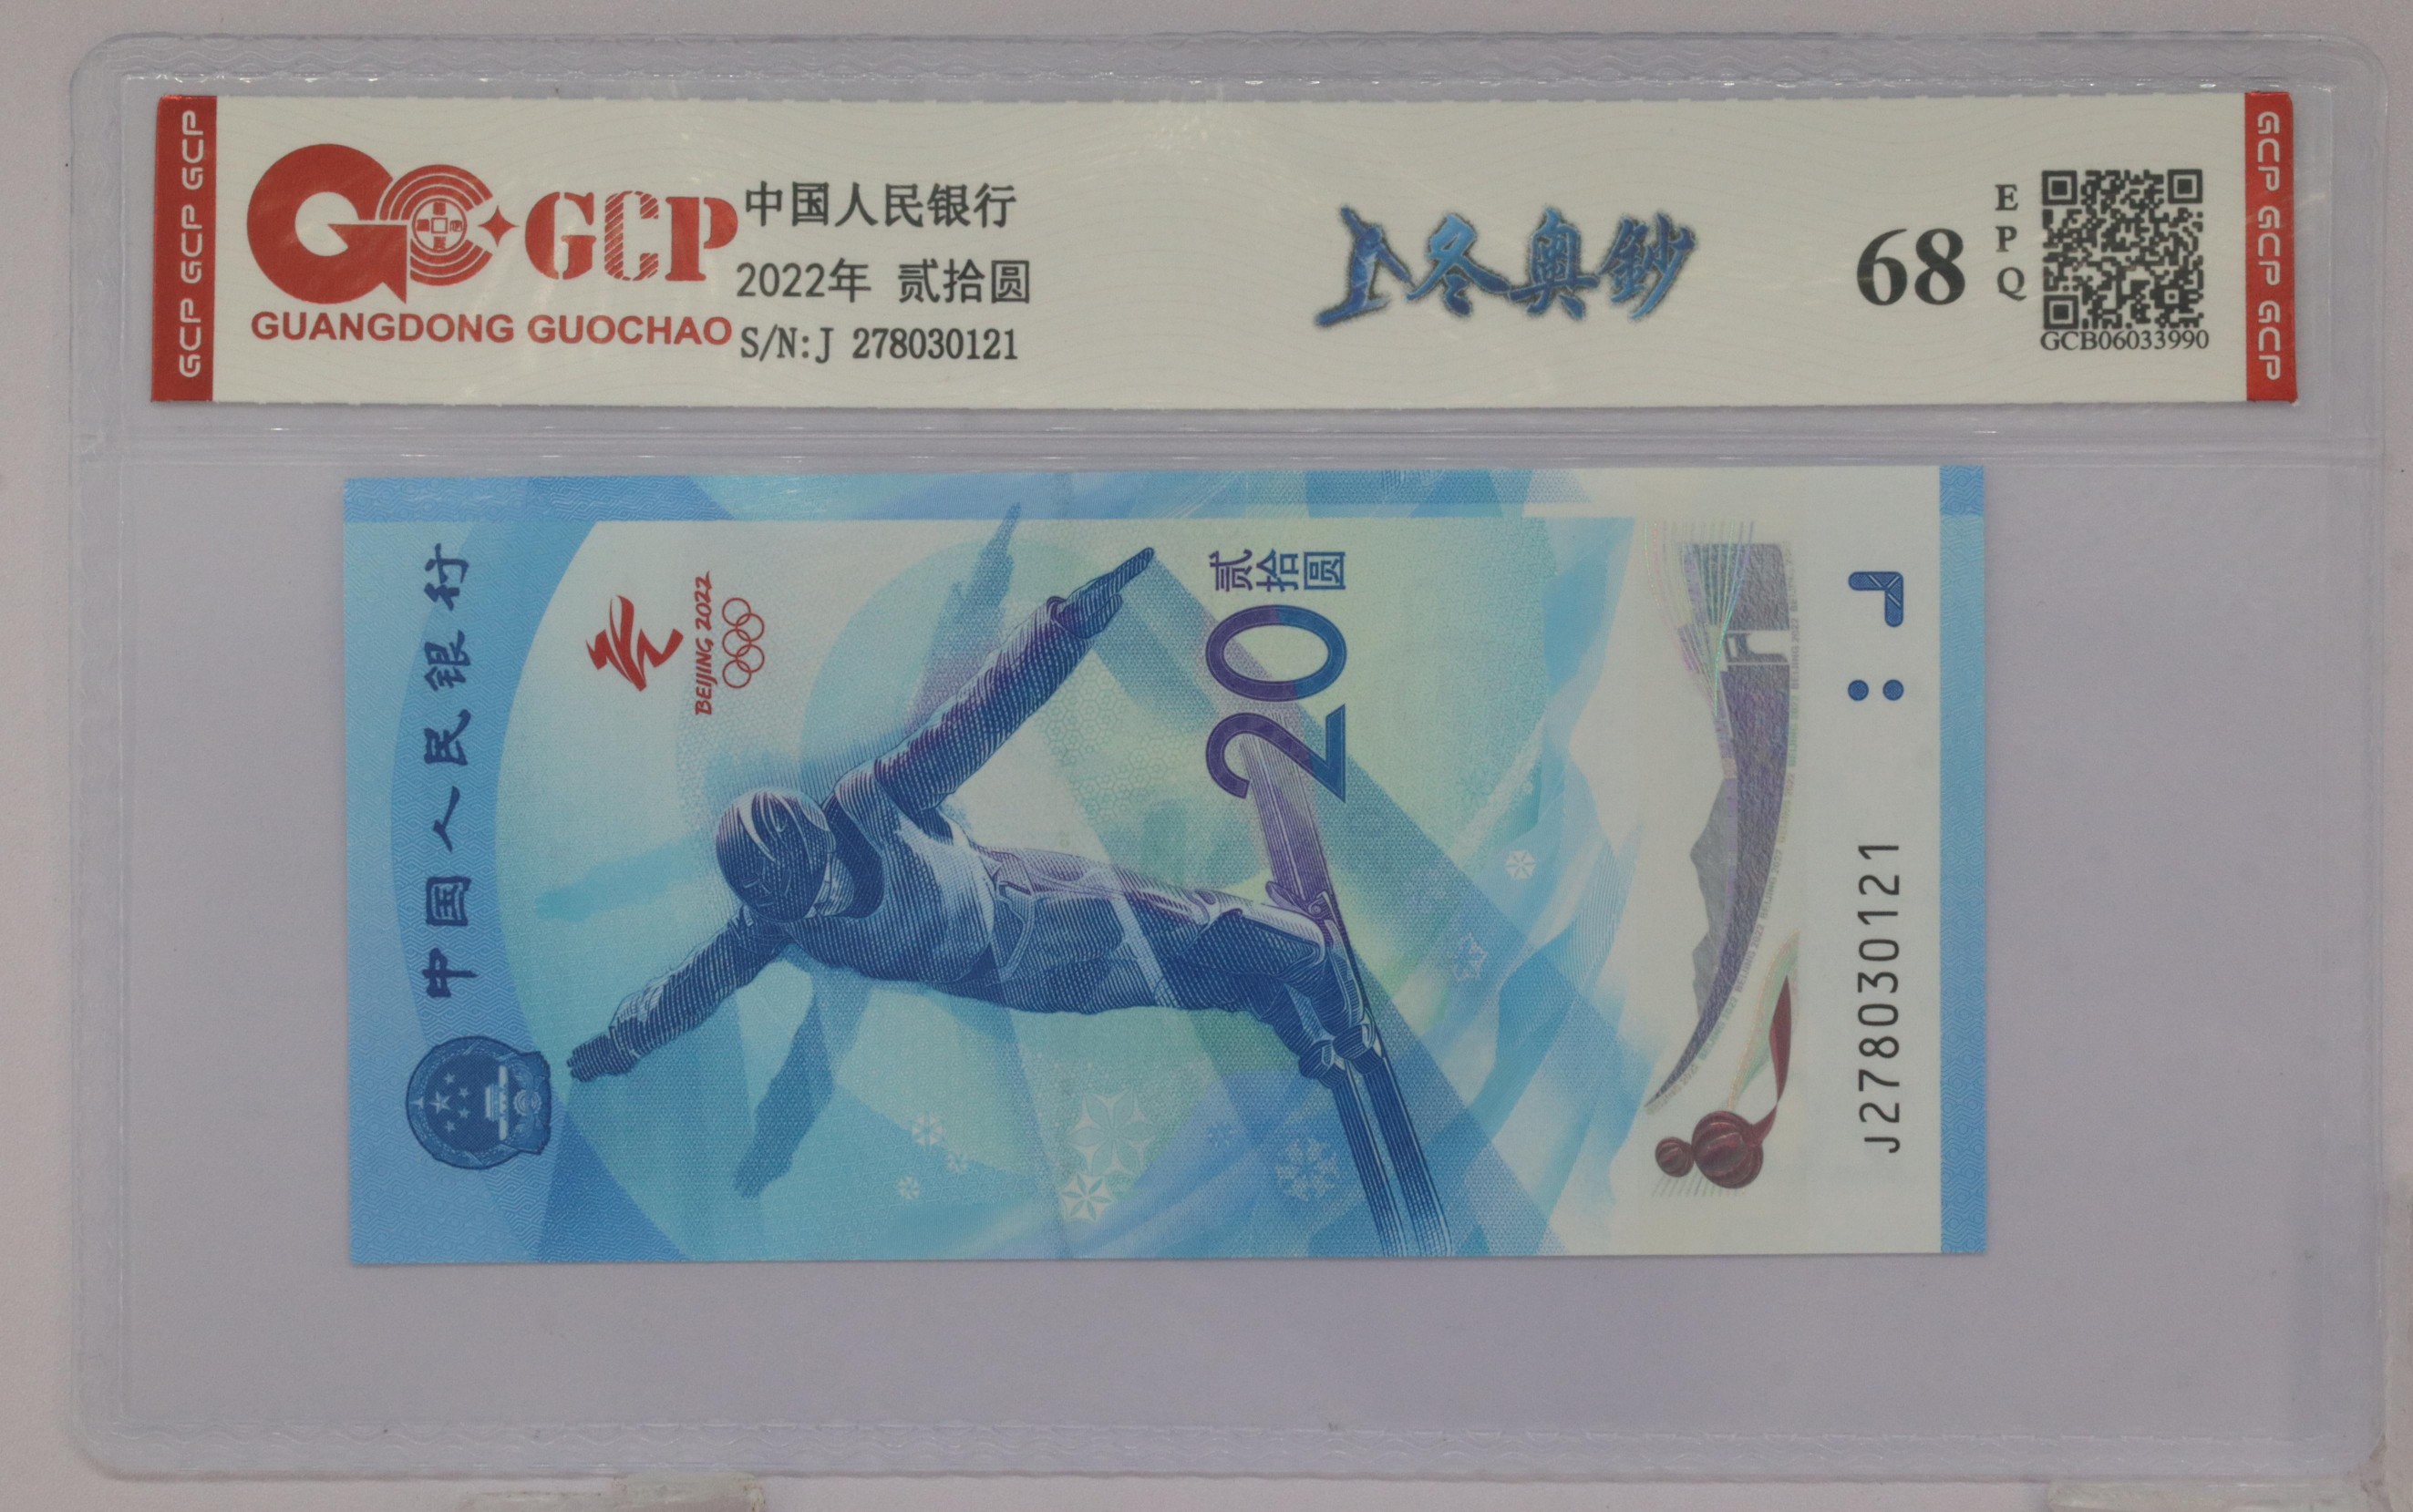 GCP GCP GCP
GCP
GUANGDONG GUOCHAO
中国人民银行
2022年 贰拾圆
S/N:J 278030121
冬奥鈔
68
EPQ
GCB06033990
GCP GCP GCP
中国人民银行
BEIJING 2022
贰拾圆
20
J278030121